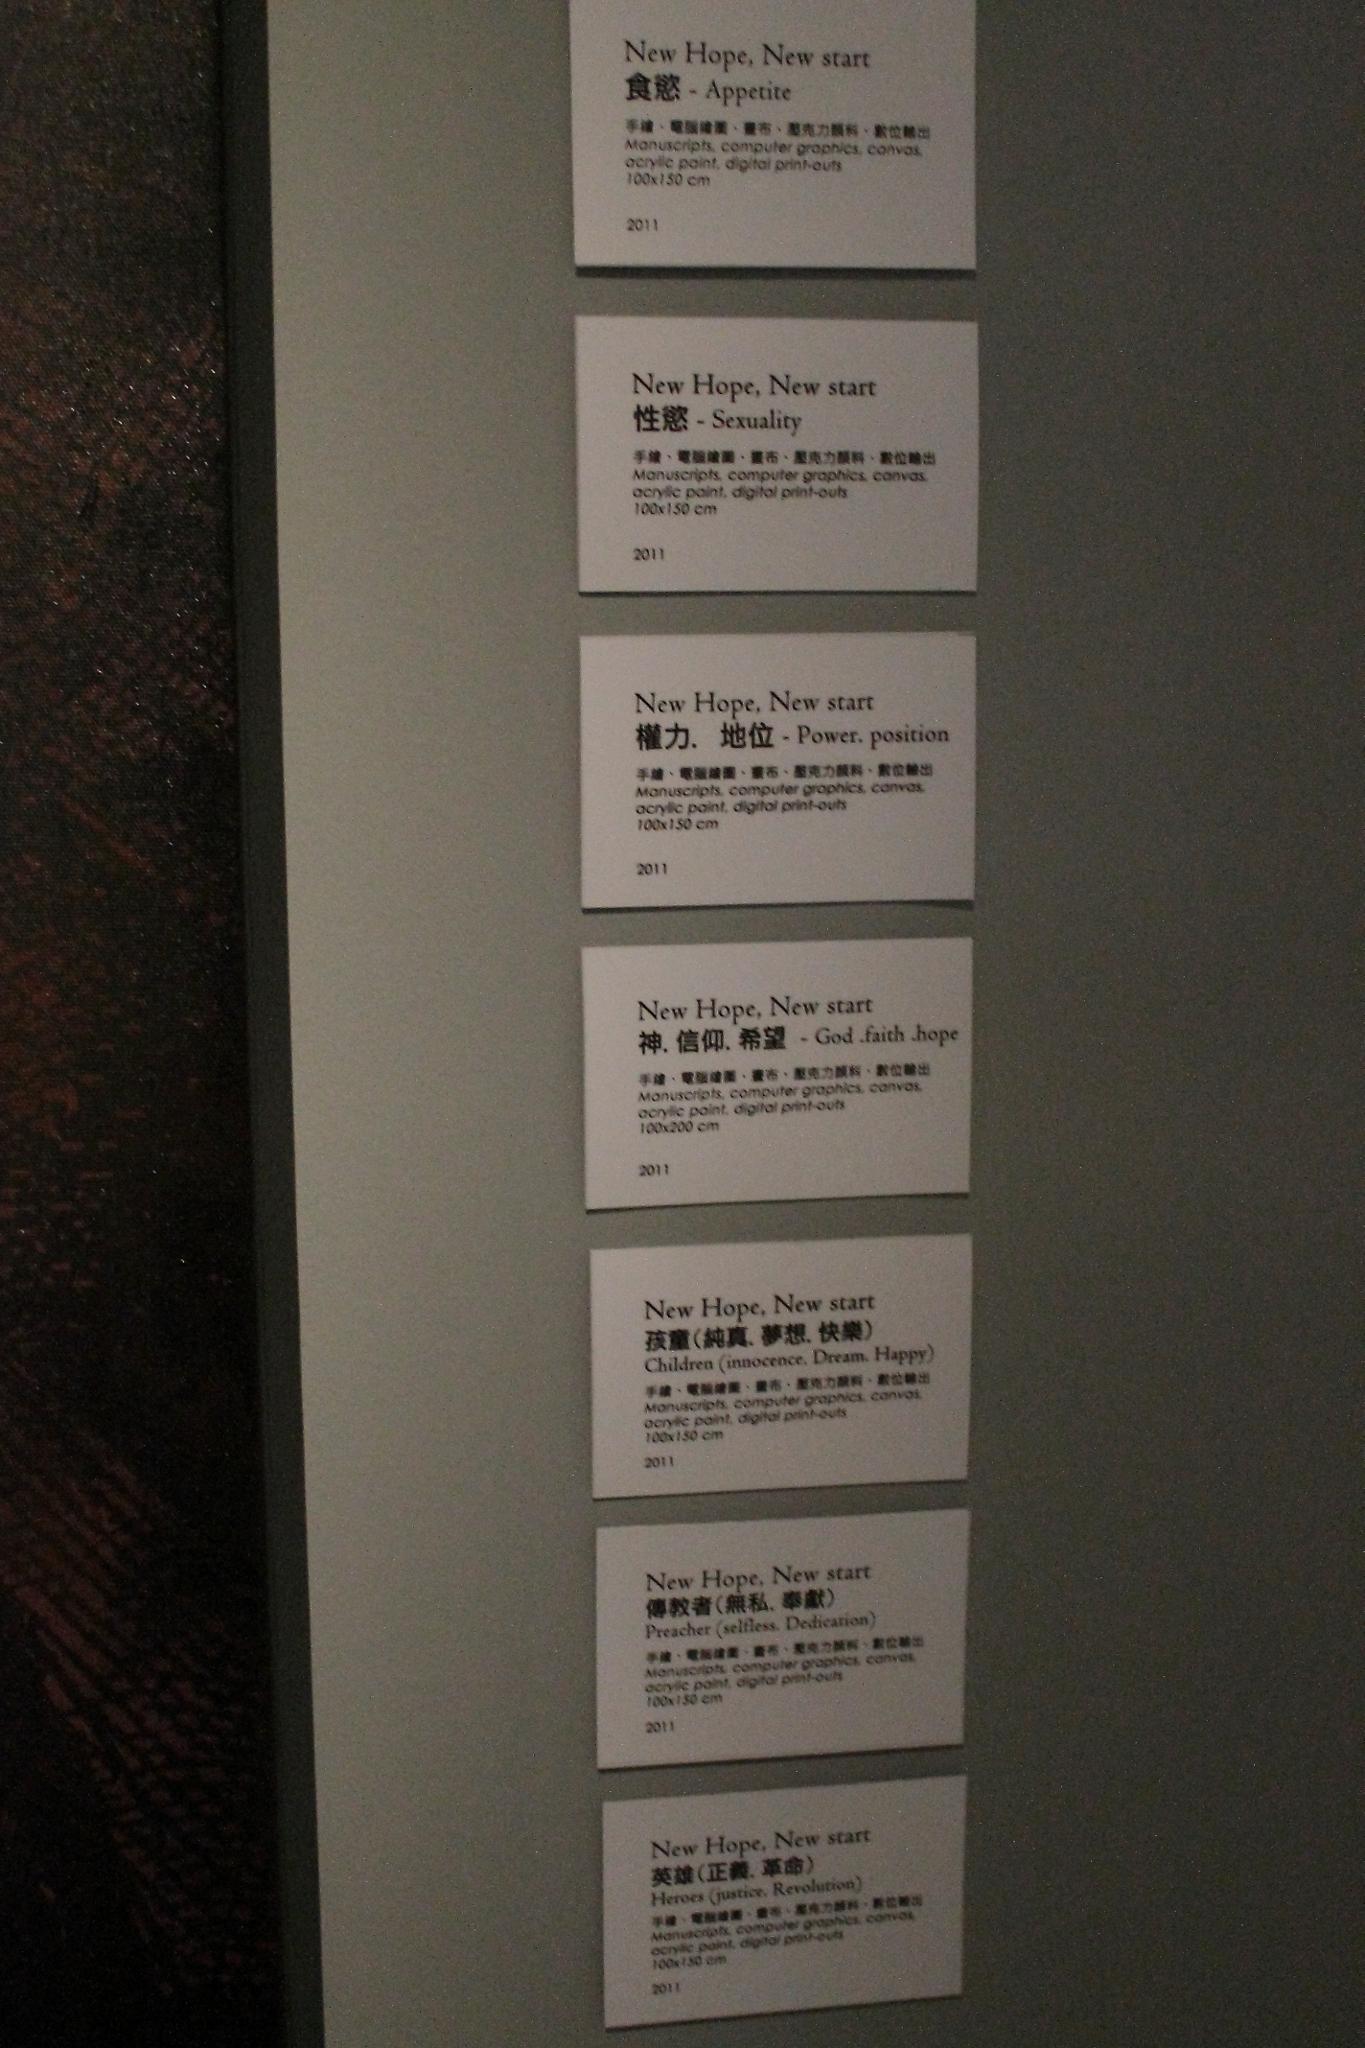 New Hope, New start
食慾 - Appetite
手繪・電腦繪圖・畫布・壓克力顏料・數位輸出
Manuscripts, computer graphics, canvas,
acrylic paint, digital print-outs
100x150 cm
2011
New Hope, New start
性慾 - Sexuality
手繪・電腦繪圖・畫布・壓克力顏料・數位輸出
Manuscripts, computer graphics, canvas,
acrylic paint, digital print-outs
100x150 cm
2011
New Hope, New start
權力. 地位 - Power. position
手繪・電腦繪圖・畫布・壓克力顏料・數位輸出
Manuscripts, computer graphics, canvas,
acrylic paint, digital print-outs
100x150 cm
2011
New Hope, New start
神. 信仰. 希望 - God .faith .hope
手繪・電腦繪圖・畫布・壓克力顏料・數位輸出
Manuscripts, computer graphics, canvas,
acrylic paint, digital print-outs
100x200 cm
2011
New Hope, New start
孩童(純真. 夢想. 快樂)
Children (innocence. Dream. Happy)
手繪・電腦繪圖・畫布・壓克力顏料・數位輸出
Manuscripts, computer graphics, canvas,
acrylic paint, digital print-outs
100x150 cm
2011
New Hope, New start
傳教者(無私. 奉獻)
Preacher (selfless. Dedication)
手繪・電腦繪圖・畫布・壓克力顏料・數位輸出
Manuscripts, computer graphics, canvas,
acrylic paint, digital print-outs
100x150 cm
2011
New Hope, New start
英雄(正義. 革命)
Heroes (justice. Revolution)
手繪・電腦繪圖・畫布・壓克力顏料・數位輸出
Manuscripts, computer graphics, canvas,
acrylic paint, digital print-outs
100x150 cm
2011